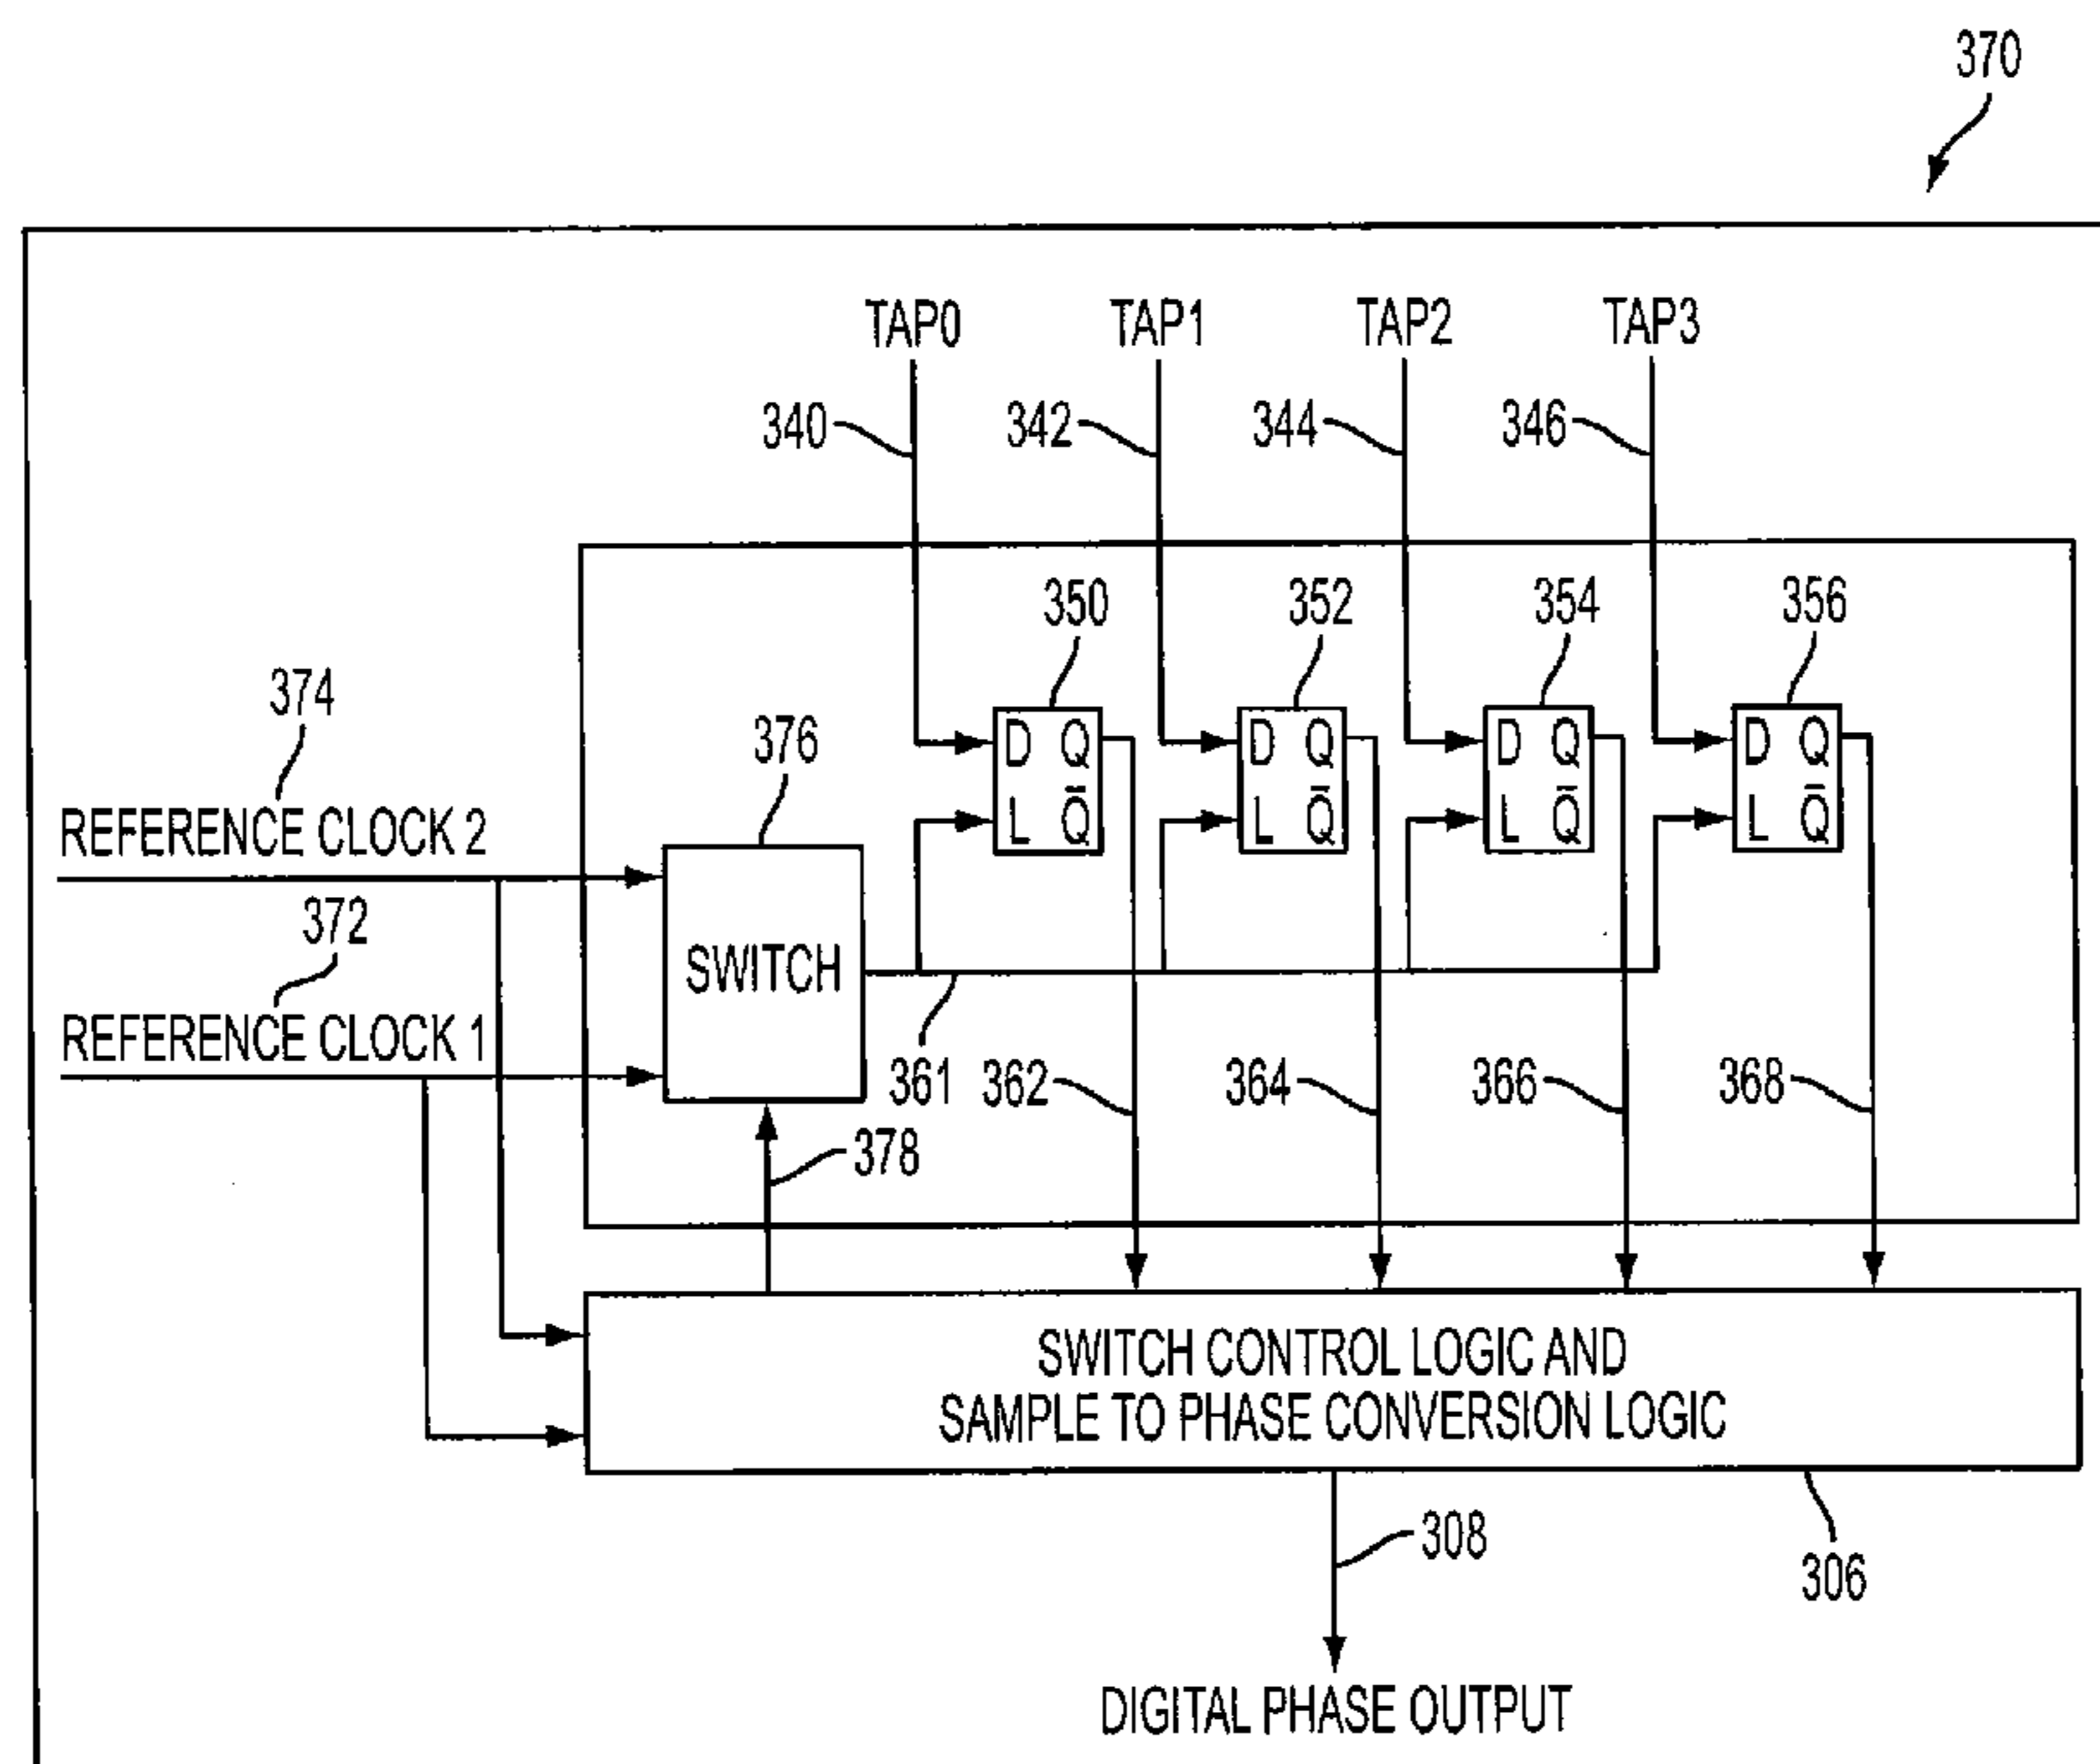 370
TAP0 TAP1 TAP2 TAP3
340 342 344 346
350 352 354 356
374
376
D Q D Q D Q D Q
L Q̄ L Q̄ L Q̄ L Q̄
REFERENCE CLOCK 2
372
SWITCH
REFERENCE CLOCK 1
361 362 364 366 368
378
SWITCH CONTROL LOGIC AND
SAMPLE TO PHASE CONVERSION LOGIC
308
306
DIGITAL PHASE OUTPUT